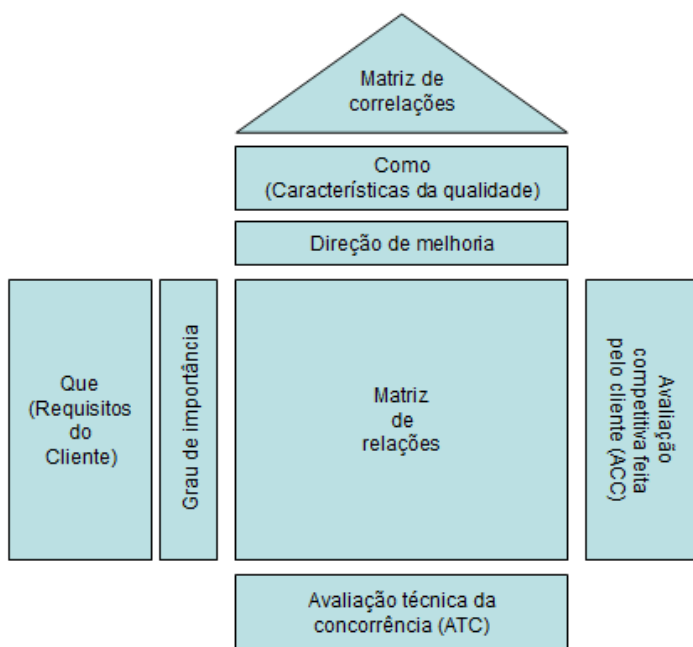 Matriz de
correlações
Como
(Características da qualidade)
Direção de melhoria
Que
(Requisitos
do
Cliente)
Grau de importância
Matriz
de
relações
Avaliação
competitiva feita
pelo cliente (ACC)
Avaliação técnica da
concorrência (ATC)